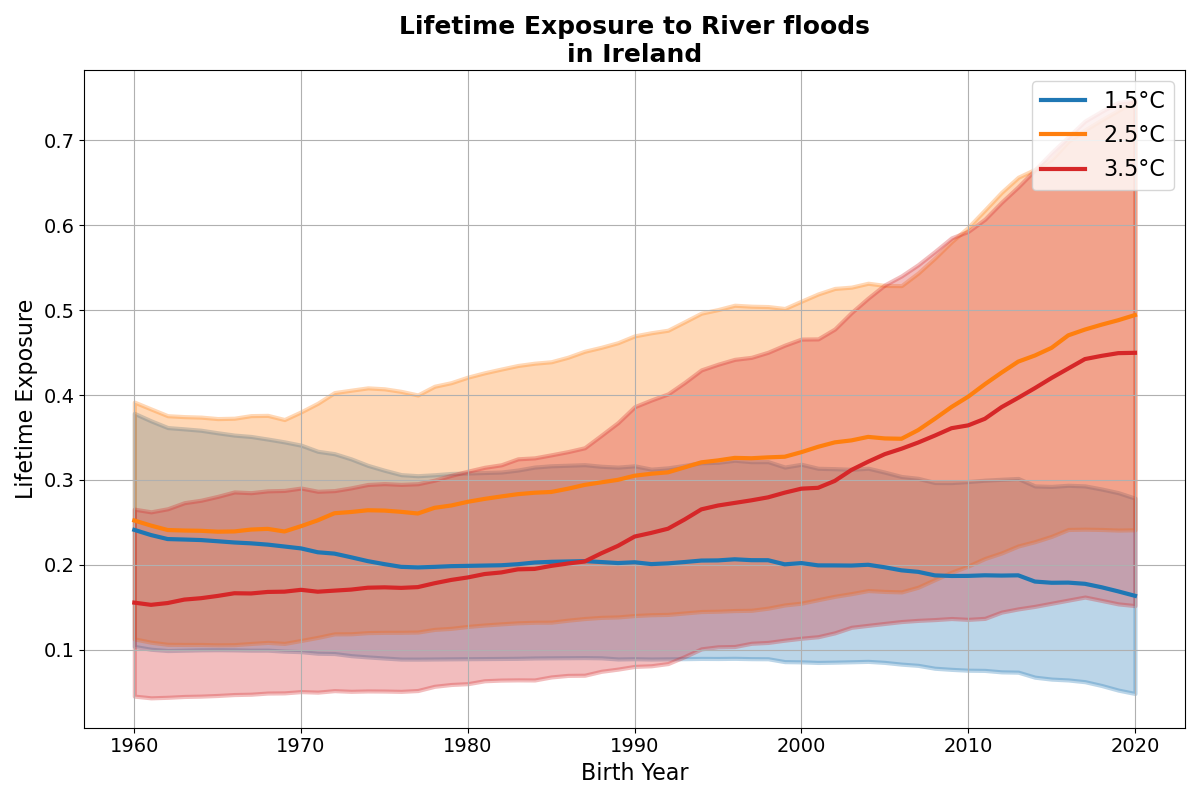 Lifetime Exposure to River floods
in Ireland
1.5°C
2.5°C
3.5°C
Lifetime Exposure
0.7
0.6
0.5
0.4
0.3
0.2
0.1
1960 1970 1980 1990 2000 2010 2020
Birth Year